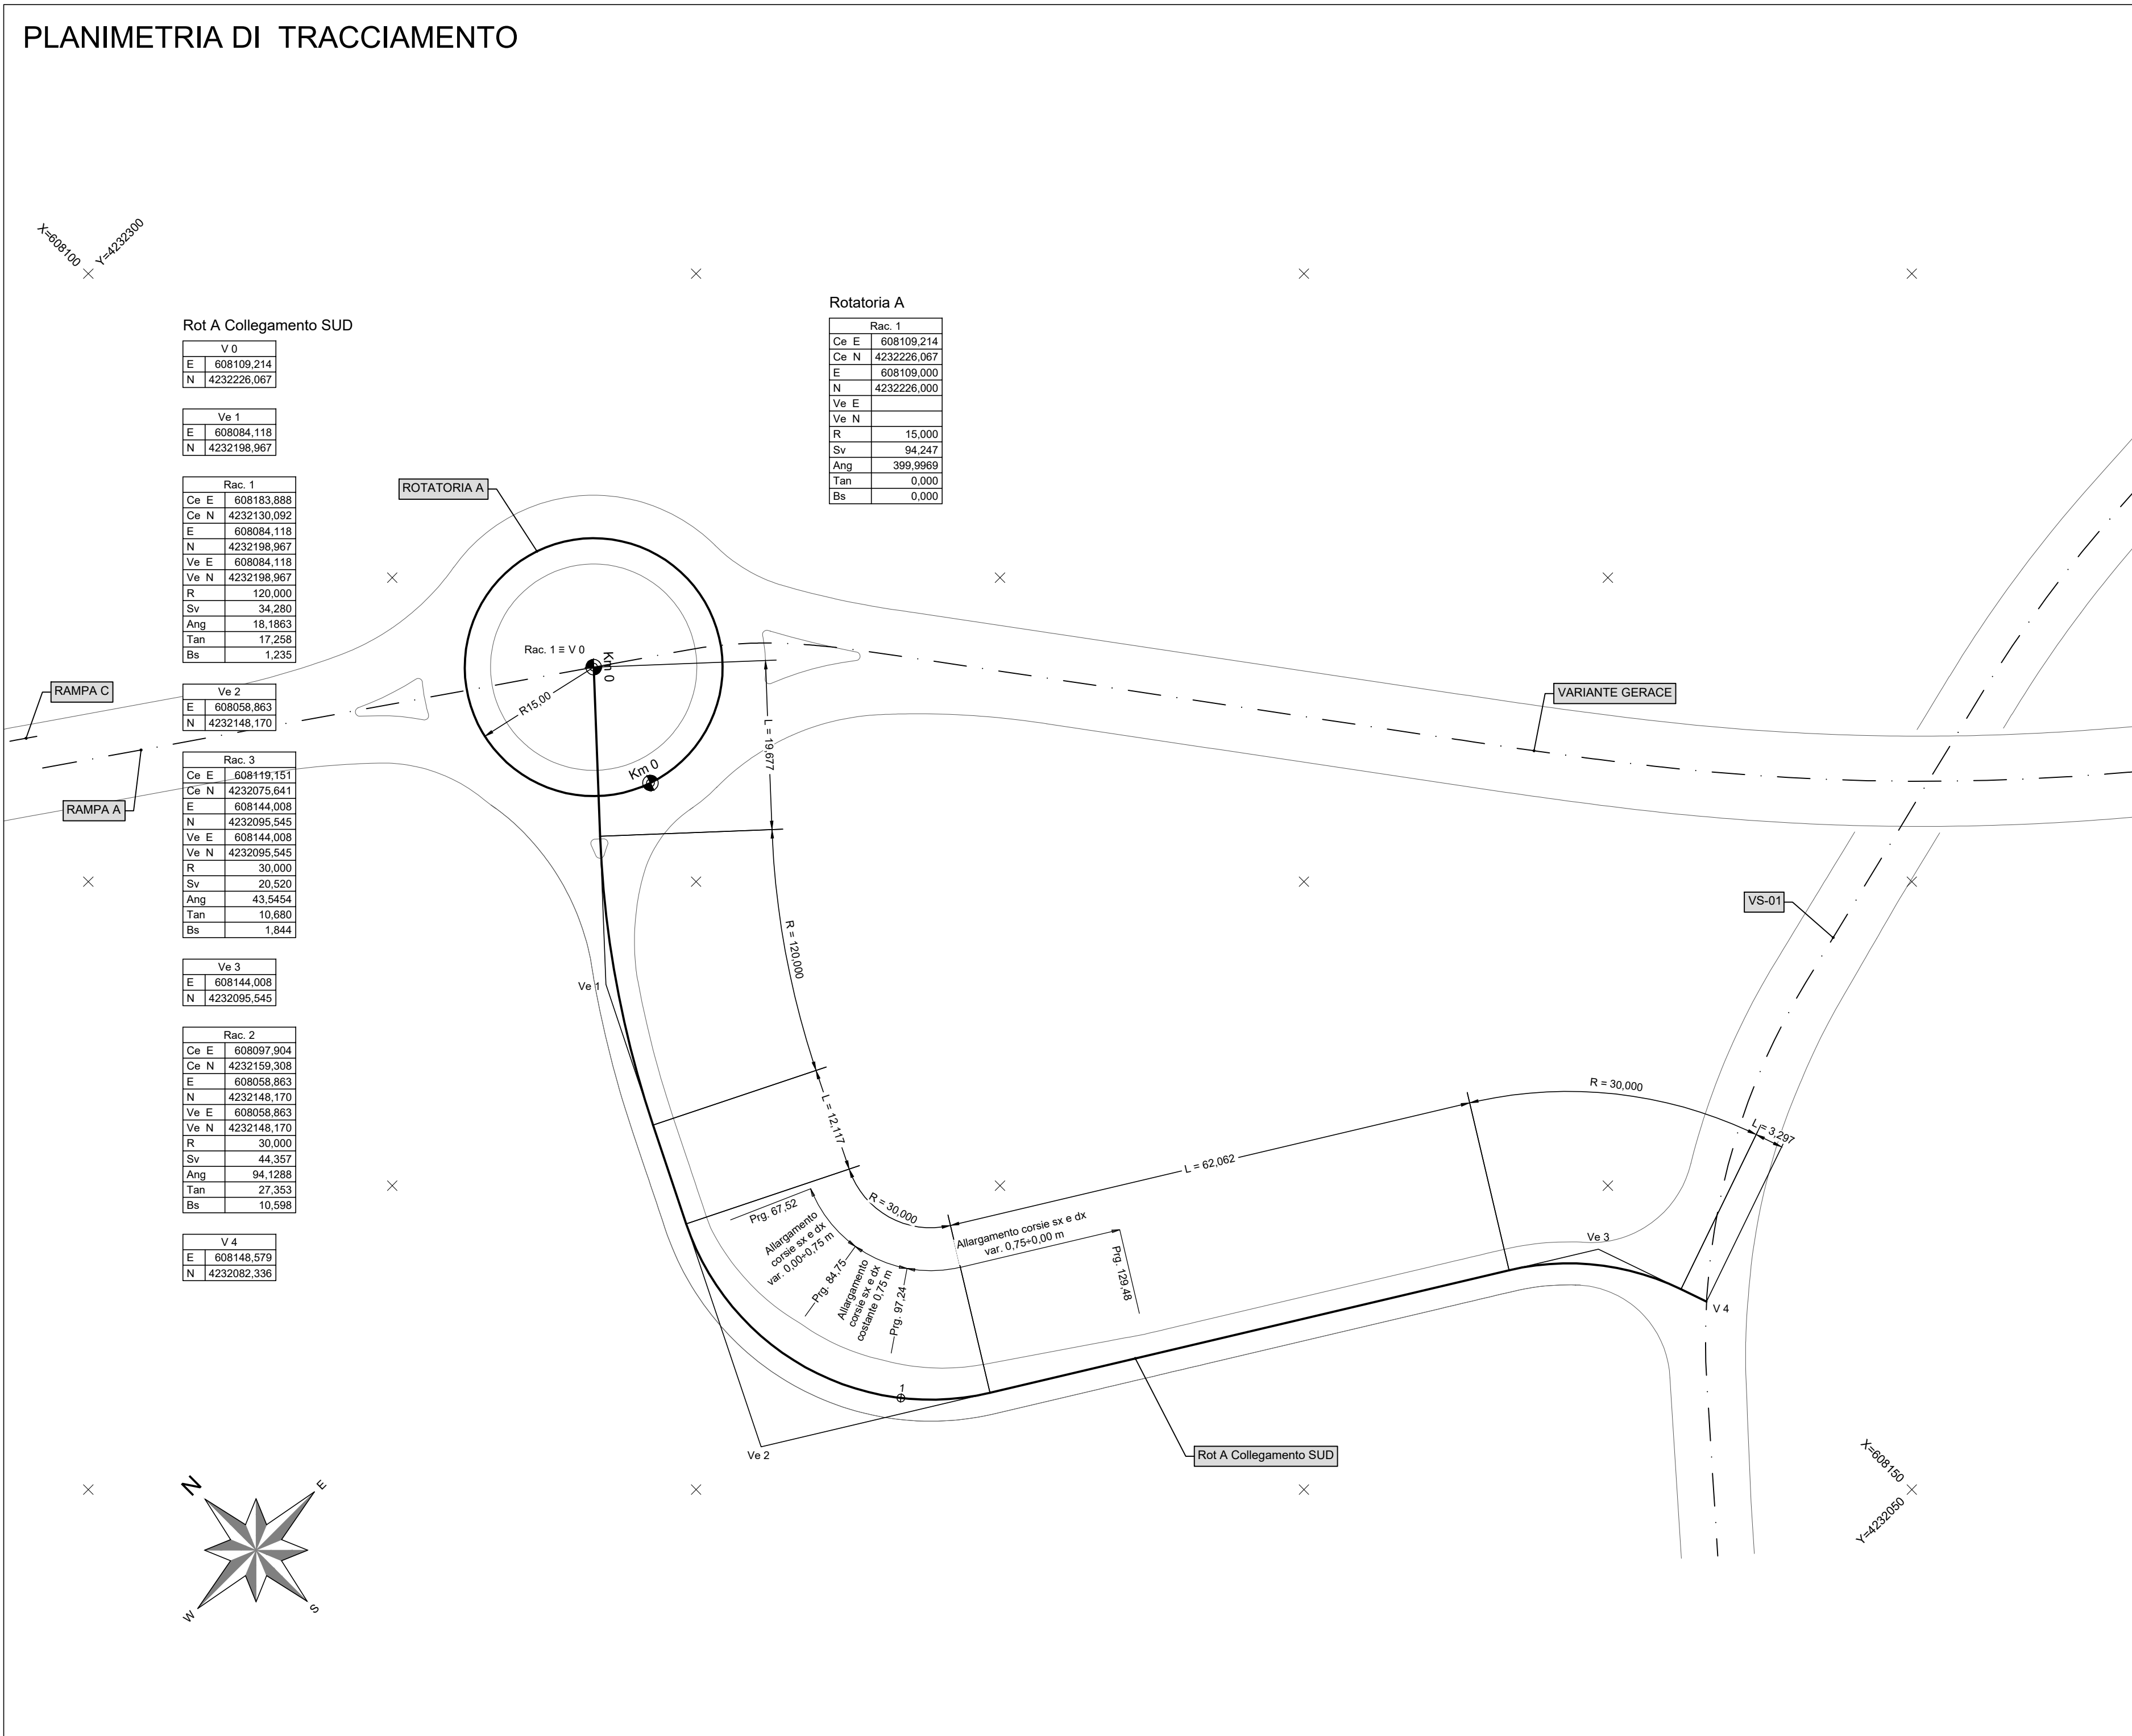 PLANIMETRIA DI TRACCIAMENTO
X=608100
Y=4232300
Rot A Collegamento SUD
V 0
E 608109,214
N 4232226,067
Ve 1
E 608084,118
N 4232198,967
Rac. 1
Ce E 608183,888
Ce N 4232130,092
E 608084,118
N 4232198,967
Ve E 608084,118
Ve N 4232198,967
R 120,000
Sv 34,280
Ang 18,1863
Tan 17,258
Bs 1,235
Ve 2
E 608058,863
N 4232148,170
Rac. 3
Ce E 608119,151
Ce N 4232075,641
E 608144,008
N 4232095,545
Ve E 608144,008
Ve N 4232095,545
R 30,000
Sv 20,520
Ang 43,5454
Tan 10,680
Bs 1,844
Ve 3
E 608144,008
N 4232095,545
Rac. 2
Ce E 608097,904
Ce N 4232159,308
E 608058,863
N 4232148,170
Ve E 608058,863
Ve N 4232148,170
R 30,000
Sv 44,357
Ang 94,1288
Tan 27,353
Bs 10,598
V 4
E 608148,579
N 4232082,336
Rotatoria A
Rac. 1
Ce E 608109,214
Ce N 4232226,067
E 608109,000
N 4232226,000
Ve E
Ve N
R 15,000
Sv 94,247
Ang 399,9969
Tan 0,000
Bs 0,000
ROTATORIA A
Rac. 1 ≡ V 0
Km 0
R15,00
Km 0
RAMPA C
RAMPA A
VARIANTE GERACE
VS-01
L = 19,677
R = 120,000
Ve 1
L = 12,117
R = 30,000
L = 62,062
R = 30,000
L = 3,297
Prg. 67,52
Allargamento
corsie sx e dx
var. 0,00÷0,75 m
Prg. 84,75
Allargamento
corsie sx e dx
costante 0,75 m
Prg. 97,24
Allargamento corsie sx e dx
var. 0,75÷0,00 m
Prg. 129,48
Ve 3
V 4
1
Ve 2
Rot A Collegamento SUD
X=608150
Y=4232050
N
E
W
S